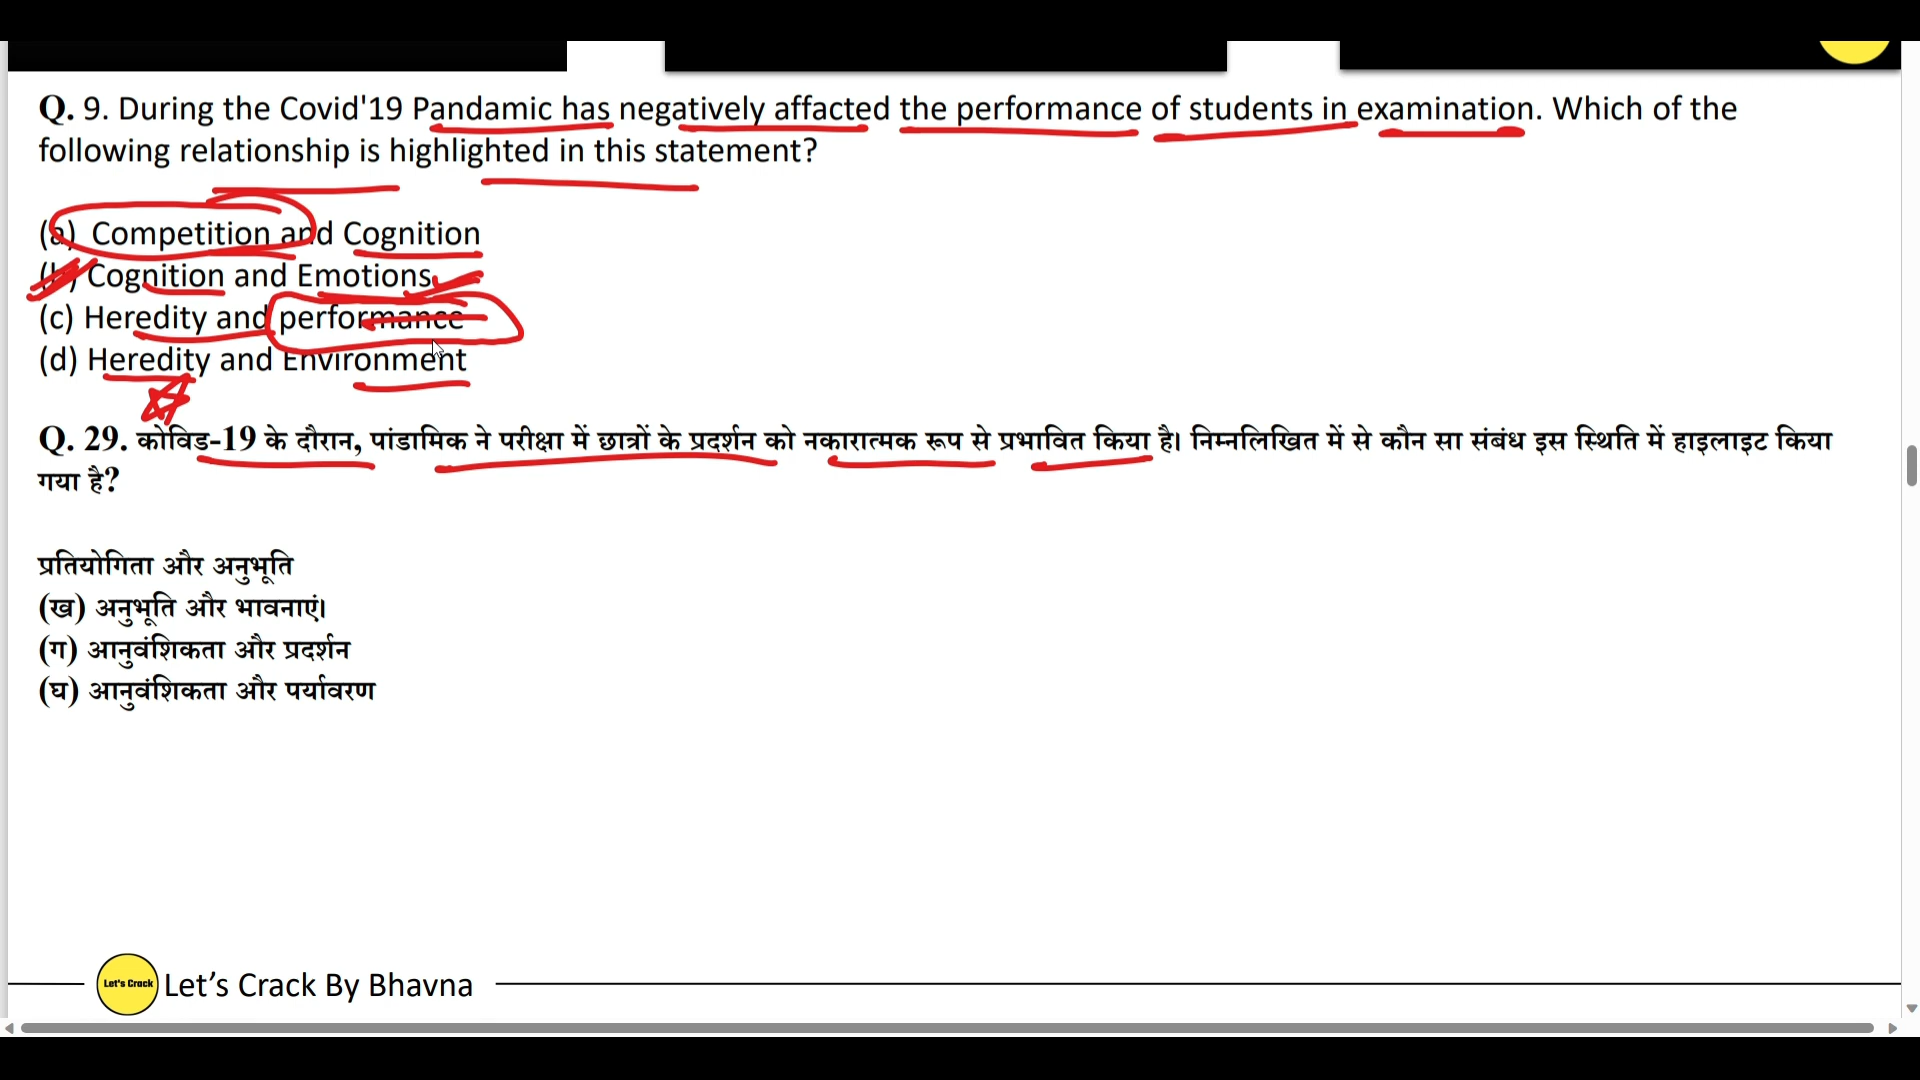 Q. 9. During the Covid'19 Pandamic has negatively affacted the performance of students in examination. Which of the
following relationship is highlighted in this statement?
(a) Competition and Cognition
(b) Cognition and Emotions.
(c) Heredity and performance
(d) Heredity and Environment
Q. 29. कोविड-19 के दौरान, पांडामिक ने परीक्षा में छात्रों के प्रदर्शन को नकारात्मक रूप से प्रभावित किया है। निम्नलिखित में से कौन सा संबंध इस स्थिति में हाइलाइट किया
गया है?
प्रतियोगिता और अनुभूति
(ख) अनुभूति और भावनाएं।
(ग) आनुवंशिकता और प्रदर्शन
(घ) आनुवंशिकता और पर्यावरण
Let's Crack
Let’s Crack By Bhavna